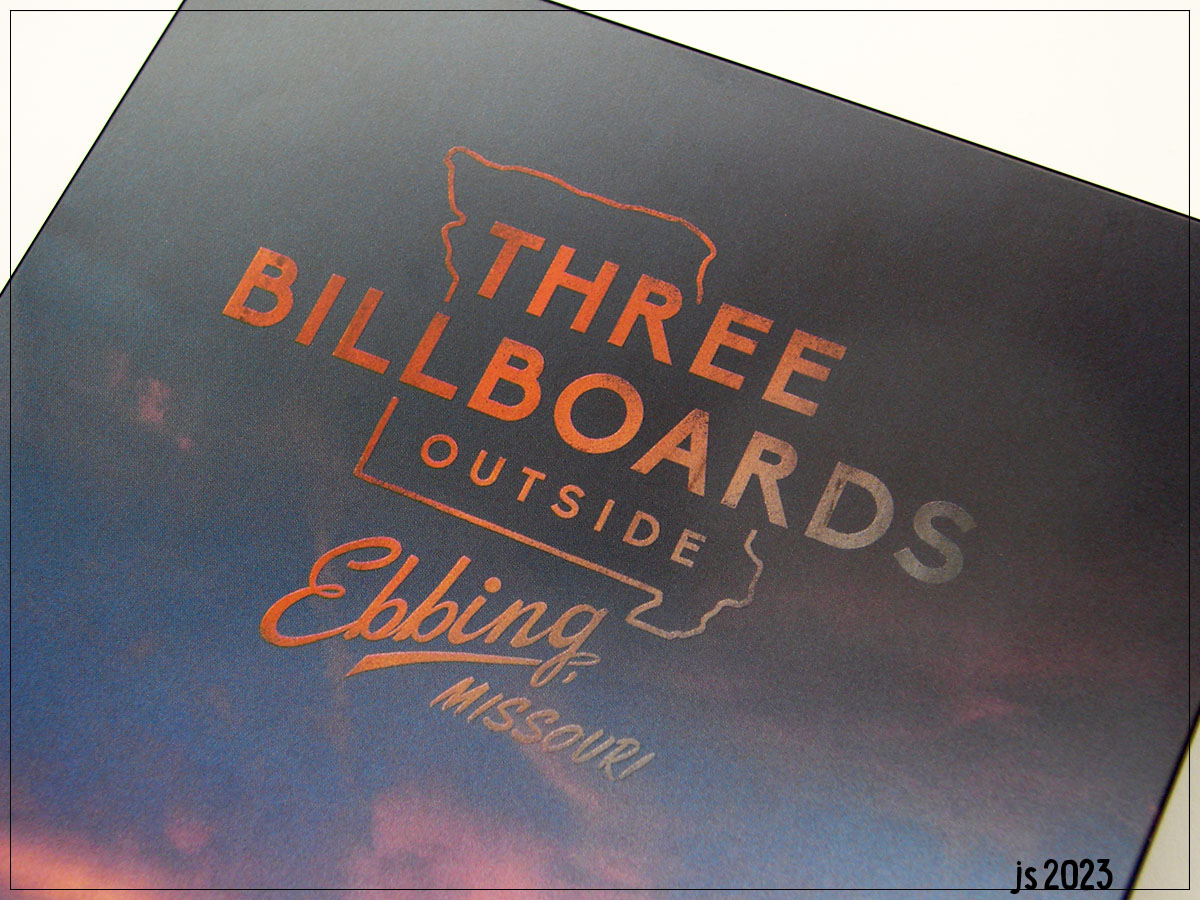 THREE
BILLBOARDS
OUTSIDE
Ebbing,
MISSOURI
js 2023